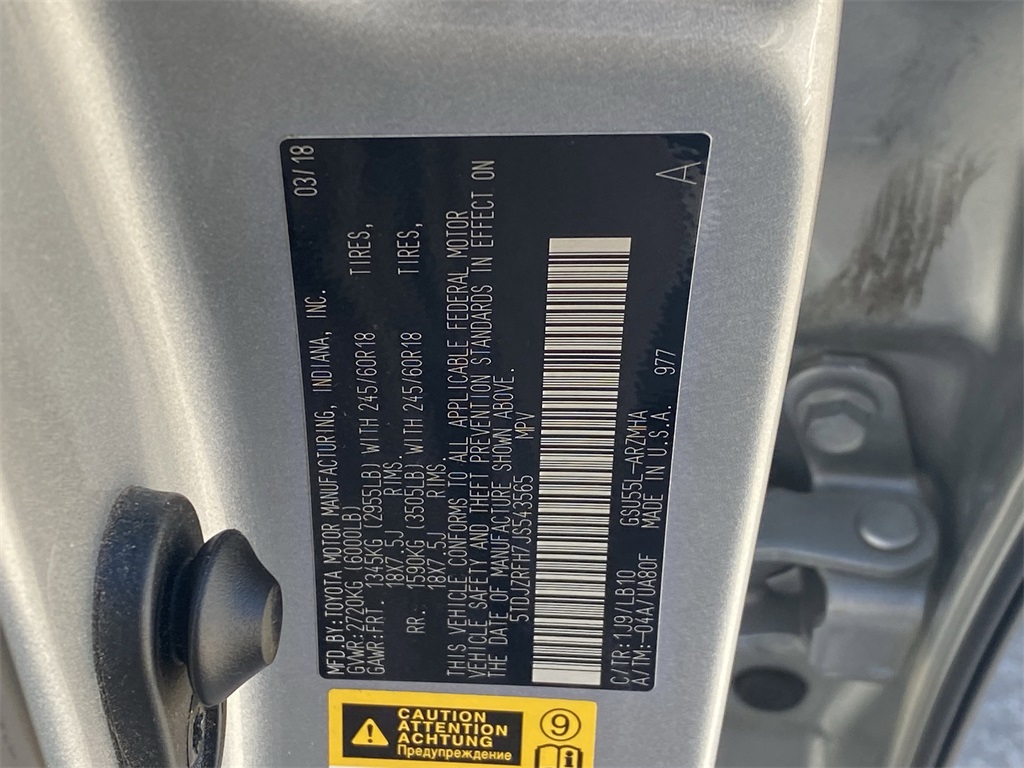 MFD.BY:TOYOTA MOTOR MANUFACTURING, INDIANA, INC. 03/18
GVWR:2720KG (6000LB)
GAWR:FRT. 1345KG (2955LB) WITH 245/60R18 TIRES,
18X7.5J RIMS.
RR. 1590KG (3505LB) WITH 245/60R18 TIRES,
18X7.5J RIMS.
THIS VEHICLE CONFORMS TO ALL APPLICABLE FEDERAL MOTOR
VEHICLE SAFETY AND THEFT PREVENTION STANDARDS IN EFFECT ON
THE DATE OF MANUFACTURE SHOWN ABOVE.
5TDJZRFH7JS543565 MPV
C/TR:1J9/LB10 GSU55L-ARZMHA
A/TM:-04A/UA80F MADE IN U.S.A. 977
A
CAUTION
ATTENTION
ACHTUNG
Предупреждение
9